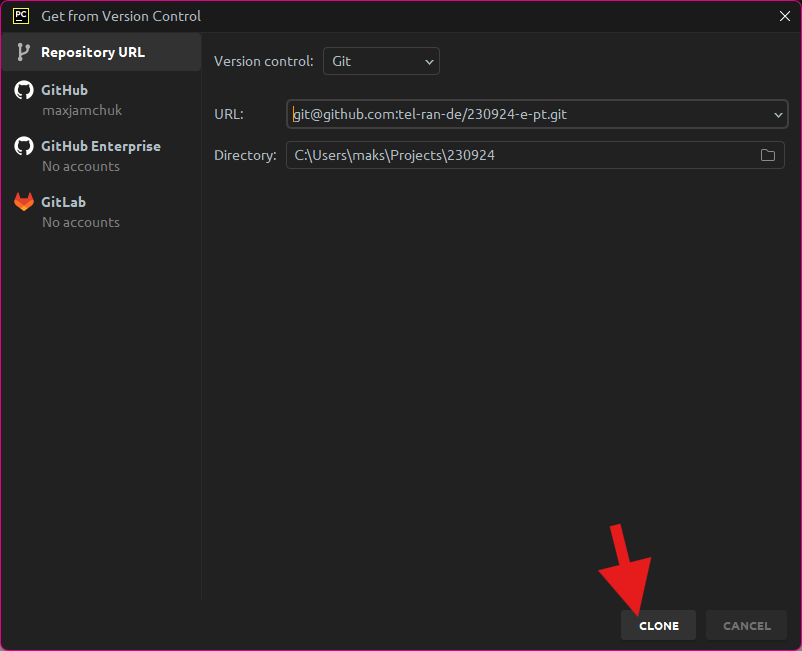 PC Get from Version Control
Repository URL
GitHub
maxjamchuk
GitHub Enterprise
No accounts
GitLab
No accounts
Version control: Git
URL: git@github.com:tel-ran-de/230924-e-pt.git
Directory: C:\Users\maks\Projects\230924
CLONE CANCEL